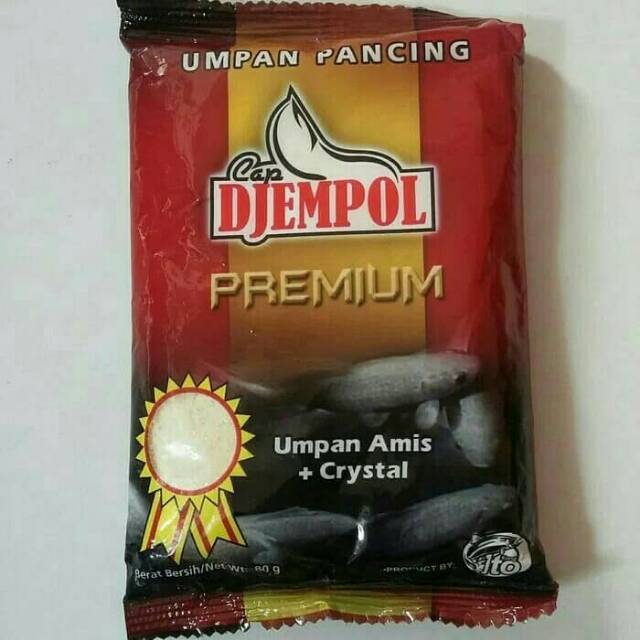 UMPAN PANCING
Cap
DJEMPOL
PREMIUM
Umpan Amis
+ Crystal
Berat Bersih/Net Wt. 80 g
PRODUCT BY:
Ito